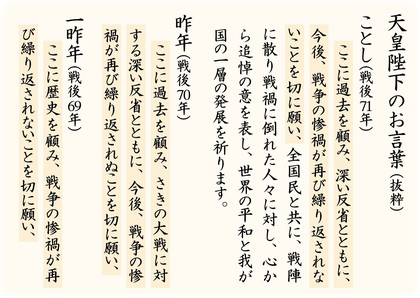 天皇陛下のお言葉(抜粋)
ことし(戦後71年)
ここに過去を顧み、深い反省とともに、
今後、戦争の惨禍が再び繰り返されな
いことを切に願い、全国民と共に、戦陣
に散り戦禍に倒れた人々に対し、心か
ら追悼の意を表し、世界の平和と我が
国の一層の発展を祈ります。
昨年(戦後70年)
ここに過去を顧み、さきの大戦に対
する深い反省とともに、今後、戦争の惨
禍が再び繰り返されぬことを切に願い、
一昨年(戦後69年)
ここに歴史を顧み、戦争の惨禍が再
び繰り返されないことを切に願い、